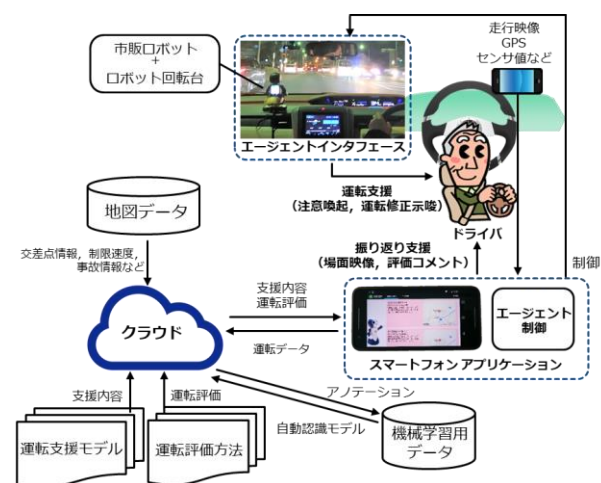 市販ロボット
+
ロボット回転台
走行映像
GPS
センサ値など
エージェントインタフェース
運転支援
(注意喚起，運転修正示唆)
ドライバ
地図データ
交差点情報，制限速度，
事故情報など
振り返り支援
(場面映像，評価コメント)
制御
支援内容
運転評価
クラウド
運転データ
エージェント
制御
スマートフォン アプリケーション
支援内容
運転評価
アノテーション
自動認識モデル
運転支援モデル
運転評価方法
機械学習用
データ